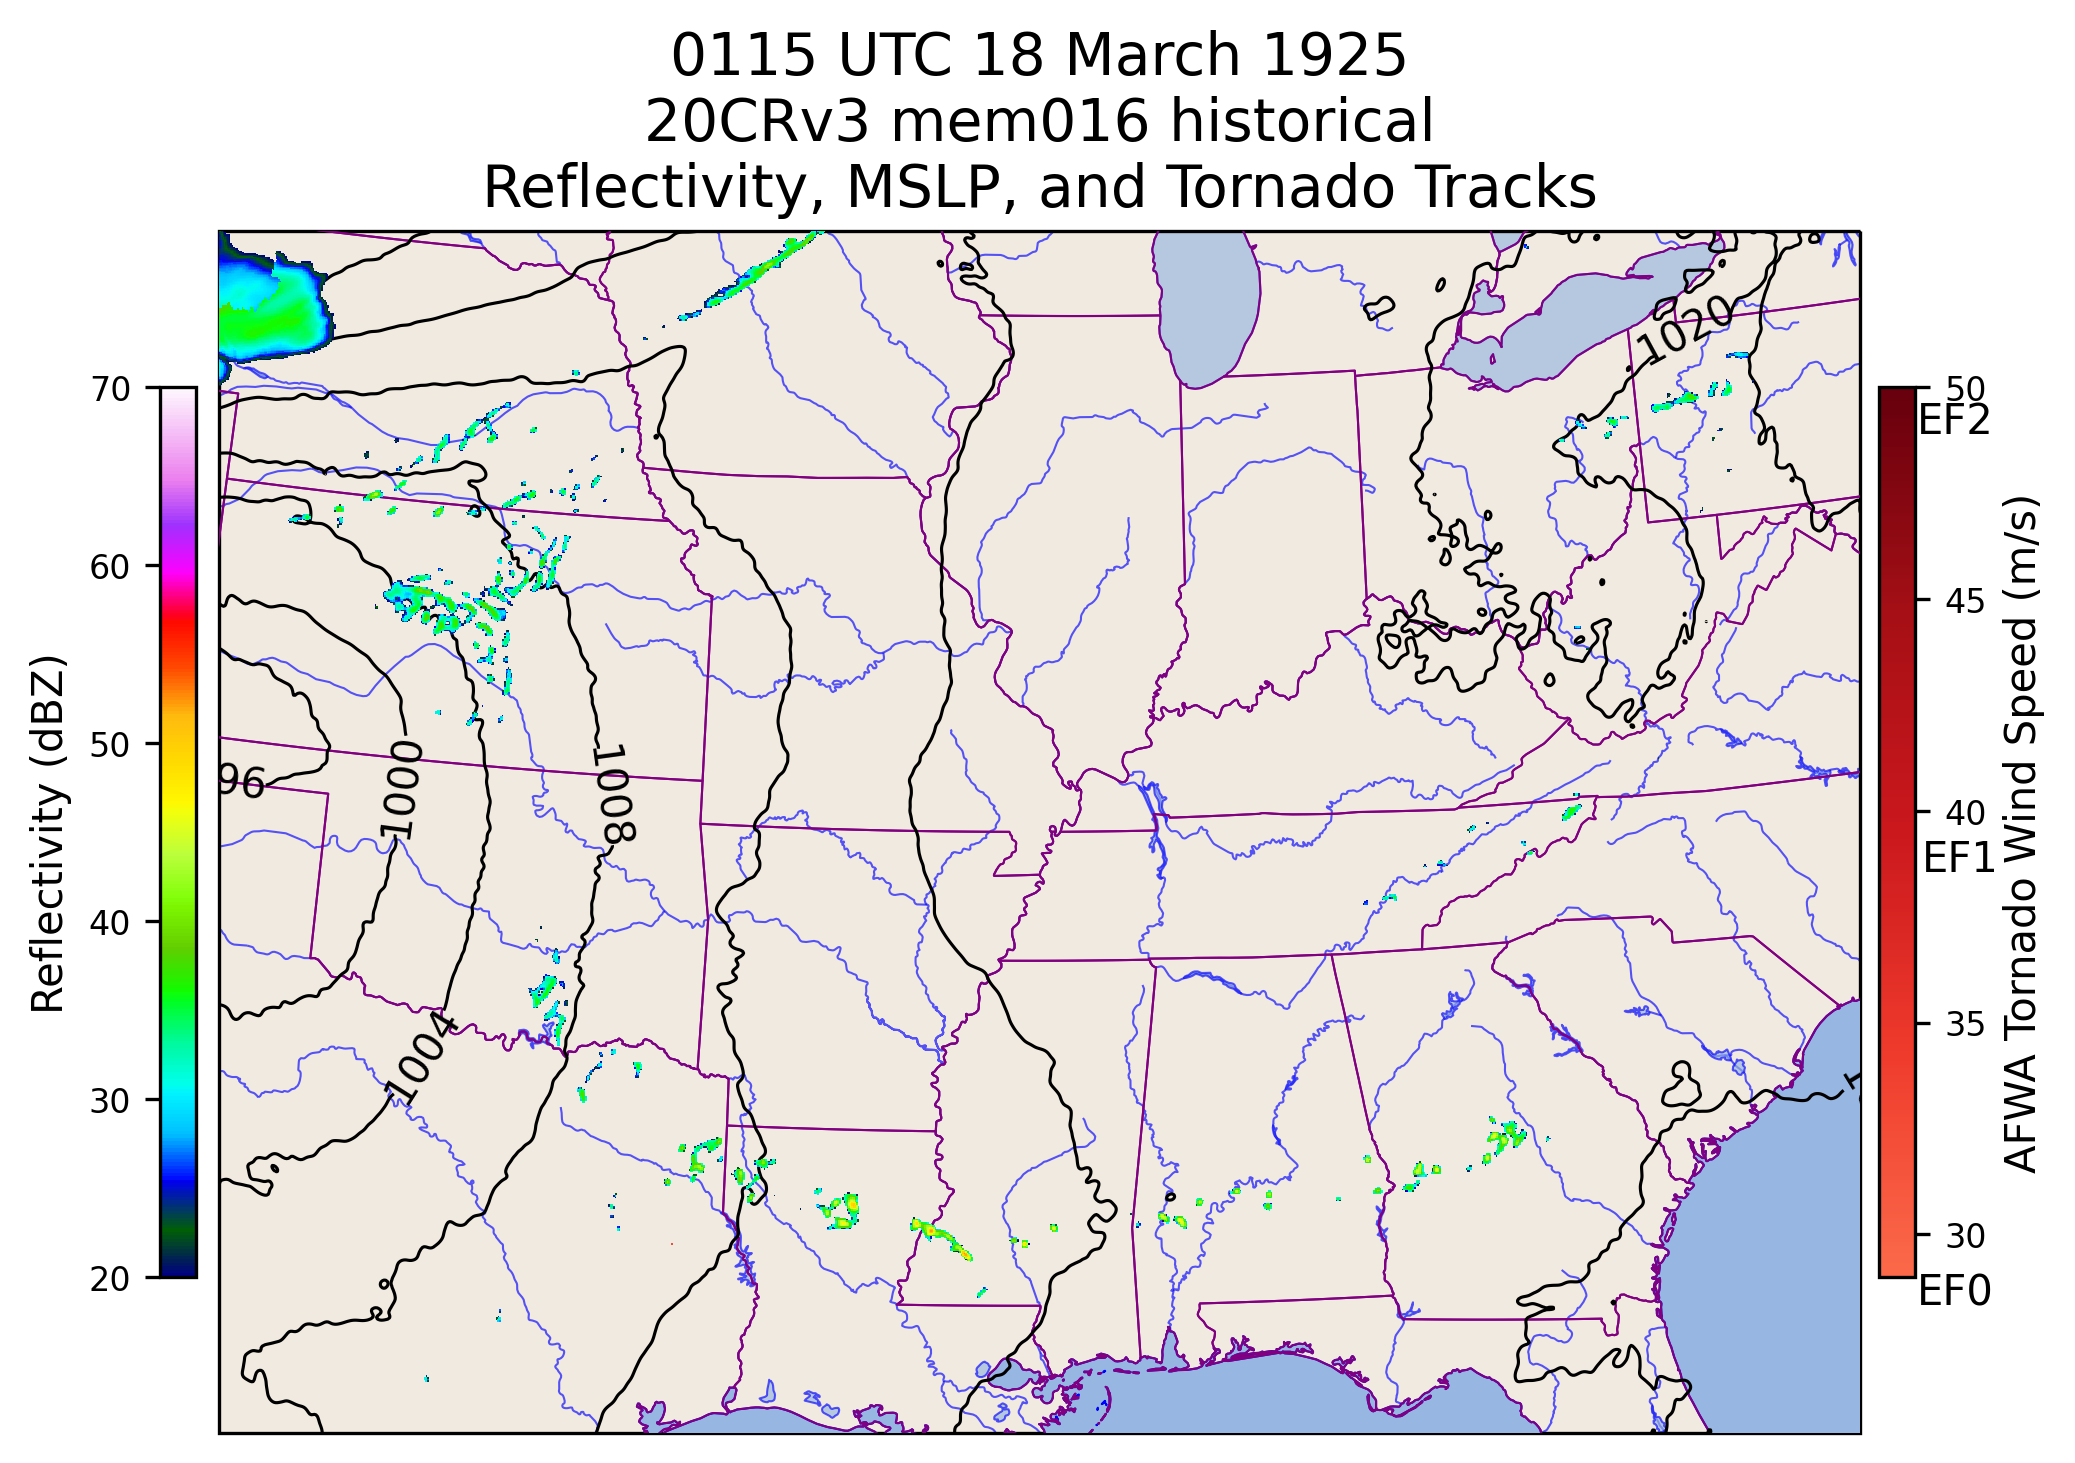 0115 UTC 18 March 1925
20CRv3 mem016 historical
Reflectivity, MSLP, and Tornado Tracks
1020
70
60
50
40
30
20
Reflectivity (dBZ)
96
1000
1008
1004
50
EF2
45
40
EF1
35
30
EF0
AFWA Tornado Wind Speed (m/s)